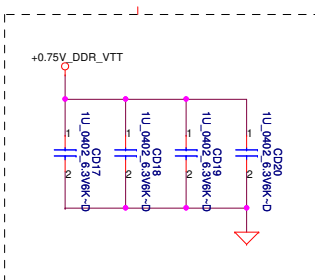 +0.75V_DDR_VTT
1
2
CD17
1U_0402_6.3V6K~D
1
2
CD18
1U_0402_6.3V6K~D
1
2
CD19
1U_0402_6.3V6K~D
1
2
CD20
1U_0402_6.3V6K~D